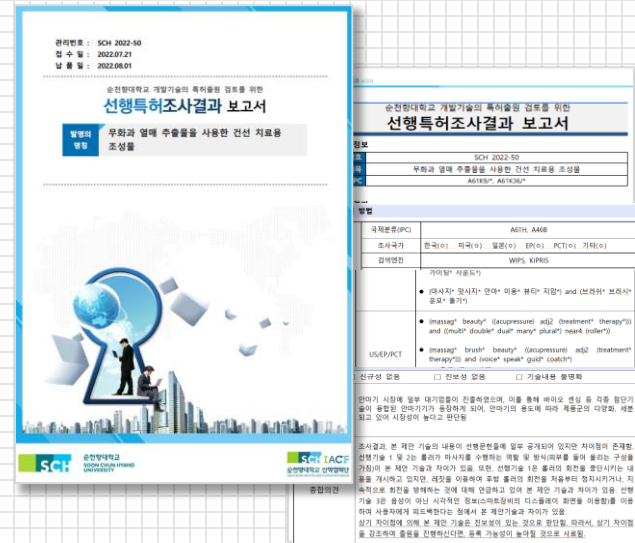 관리번호 : SCH 2022-50
접 수 일 : 2022.07.21
납 품 일 : 2022.08.01
순천향대학교 개발기술의 특허출원 검토를 위한
선행특허조사결과 보고서
발명의
명칭
무화과 열매 추출물을 사용한 건선 치료용
조성물
SCH 순천향대학교
SOON CHUN HYANG
UNIVERSITY
SCH IACF
순천향대학교 산학협력단
순천향대학교 개발기술의 특허출원 검토를 위한
선행특허조사결과 보고서
정보
SCH 2022-50
무화과 열매 추출물을 사용한 건선 치료용 조성물
PC A61K8/*, A61K36/*
방법
국제분류(IPC) A61H, A46B
조사국가 한국(o) 미국(o) 일본(o) EP(o) PCT(o) 기타(o)
검색엔진 WIPS, KIPRIS
가이딩* 사운드*)
● (마사지* 맛사지* 안마* 미용* 뷰티* 지압*) and (브러쉬* 브러시*
운모* 돌기*)
● (massag* beauty* ((acupressure) adj2 (treatment* therapy*)))
and ((multi* double* dual* many* plural*) near4 (roller*))
US/EP/PCT
● (massag* brush* beauty* ((acupressure) adj2 (treatment*
therapy*))) and (voice* speak* guid* coatch*)
신규성 없음 □ 진보성 없음 □ 기술내용 불명확
안마기 시장에 일부 대기업들이 진출하였으며, 이를 통해 바이오 센싱 등 각종 첨단기
술이 융합된 안마기기가 등장하게 되어, 안마기의 용도에 따라 제품군의 다양화, 세분
되고 있어 시장성이 높다고 판단됨
조사결과, 본 제안 기술의 내용이 선행문헌들에 일부 공개되어 있지만 차이점이 존재함.
선행기술 1 및 2는 롤러가 마사지를 수행하는 역할 및 방식(피부를 들어 올리는 구성을
가짐)이 본 제안 기술과 차이가 있음. 또한, 선행기술 1은 롤러의 회전을 중단시키는 내
용을 개시하고 있지만, 래칫을 이용하여 후방 롤러의 회전을 처음부터 정지시키거나, 지
속적으로 회전을 방해하는 것에 대해 언급하고 있어 본 제안 기술과 차이가 있음. 선행
기술 3은 음성이 아닌 시각적인 정보(스마트장비의 디스플레이 화면을 이용함)를 이용
하여 사용자에게 피드백한다는 점에서 본 제안기술과 차이가 있음.
종합의견
상기 차이점에 의해 본 제안 기술은 진보성이 있는 것으로 판단됨. 따라서, 상기 차이점
을 강조하여 출원을 진행하신다면, 등록 가능성이 높아질 것으로 사료됨.